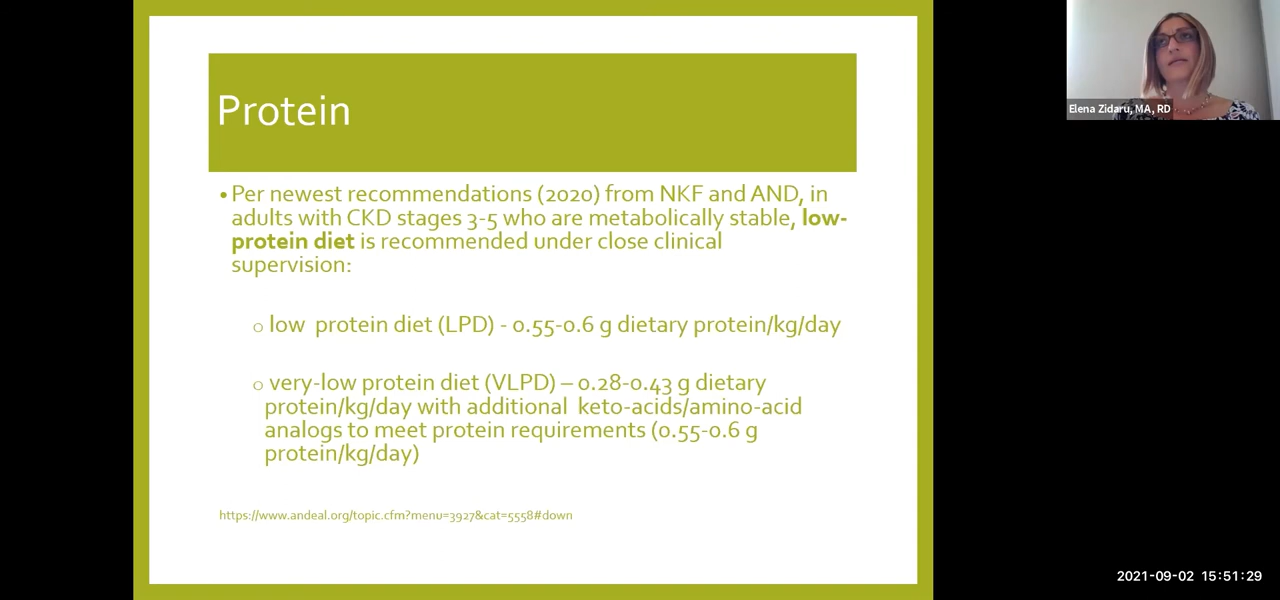 Protein
• Per newest recommendations (2020) from NKF and AND, in
adults with CKD stages 3-5 who are metabolically stable, low-
protein diet is recommended under close clinical
supervision:
o low  protein diet (LPD) - 0.55-0.6 g dietary protein/kg/day
o very-low protein diet (VLPD) – 0.28-0.43 g dietary
protein/kg/day with additional  keto-acids/amino-acid
analogs to meet protein requirements (0.55-0.6 g
protein/kg/day)
https://www.andeal.org/topic.cfm?menu=3927&cat=5558#down
Elena Zidaru, MA, RD
2021-09-02 15:51:29